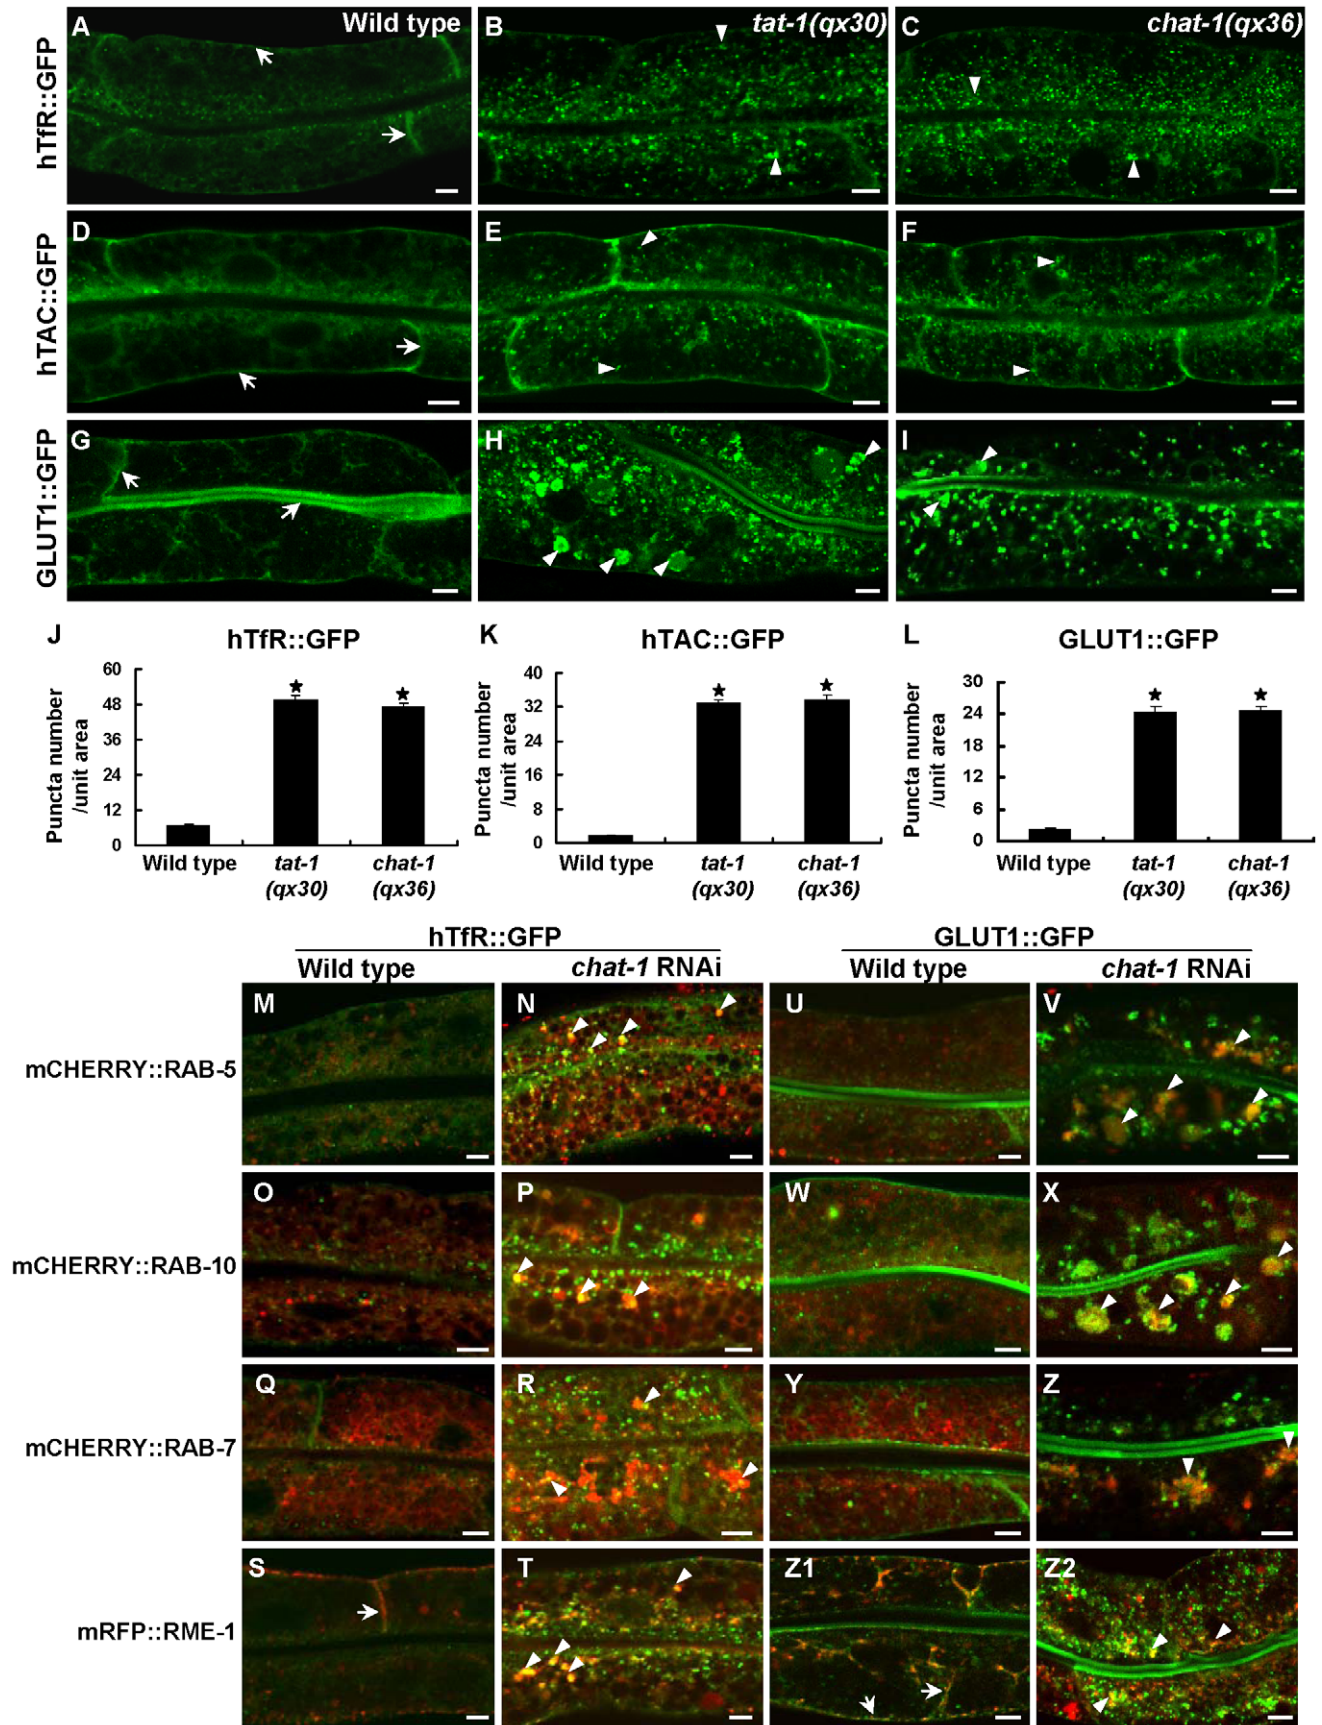 A Wild type B tat-1(qx30) C chat-1(qx36)
hTfR::GFP
D E F
hTAC::GFP
G H I
GLUT1::GFP
J hTfR::GFP K hTAC::GFP L GLUT1::GFP
Puncta number
/unit area
60
48
36
24
12
0
Wild type tat-1 chat-1
(qx30) (qx36)
Puncta number
/unit area
40
32
24
16
8
0
Wild type tat-1 chat-1
(qx30) (qx36)
Puncta number
/unit area
30
24
18
12
6
0
Wild type tat-1 chat-1
(qx30) (qx36)
hTfR::GFP GLUT1::GFP
Wild type chat-1 RNAi Wild type chat-1 RNAi
M N U V
mCHERRY::RAB-5
O P W X
mCHERRY::RAB-10
Q R Y Z
mCHERRY::RAB-7
S T Z1 Z2
mRFP::RME-1